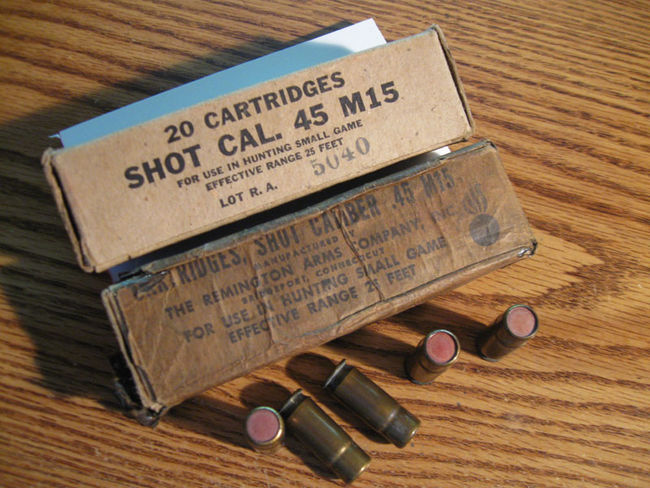 20 CARTRIDGES
SHOT CAL. 45 M15
FOR USE IN HUNTING SMALL GAME
EFFECTIVE RANGE 25 FEET
LOT R. A. 5040
CARTRIDGES, SHOT CALIBER .45 M15
MANUFACTURED BY
THE REMINGTON ARMS COMPANY, INC.
BRIDGEPORT, CONNECTICUT
FOR USE IN HUNTING SMALL GAME
EFFECTIVE RANGE 25 FEET